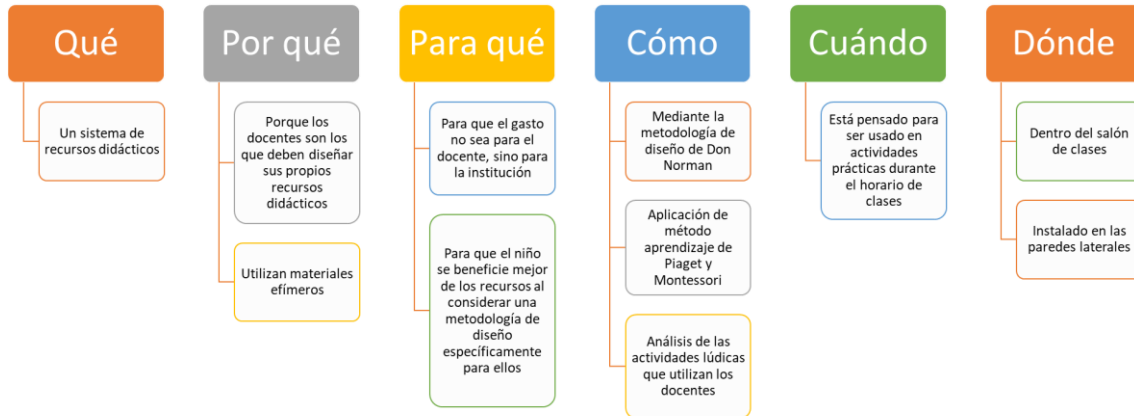 Qué
Un sistema de
recursos didácticos
Por qué
Porque los
docentes son los
que deben diseñar
sus propios
recursos
didácticos
Utilizan materiales
efímeros
Para qué
Para que el gasto
no sea para el
docente, sino para
la institución
Para que el niño
se beneficie mejor
de los recursos al
considerar una
metodología de
diseño
específicamente
para ellos
Cómo
Mediante la
metodología de
diseño de Don
Norman
Aplicación de
método
aprendizaje de
Piaget y
Montessori
Análisis de las
actividades lúdicas
que utilizan los
docentes
Cuándo
Está pensado para
ser usado en
actividades
prácticas durante
el horario de
clases
Dónde
Dentro del salón
de clases
Instalado en las
paredes laterales